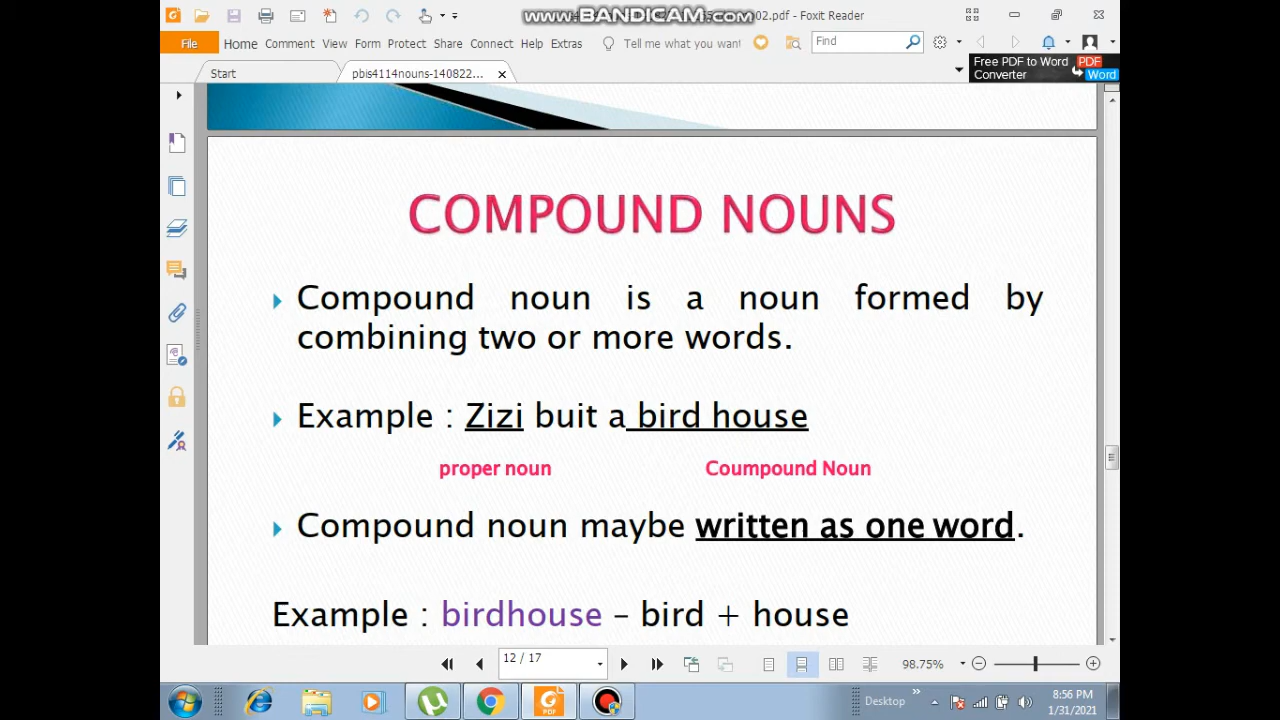 www.BANDICAM.com 02.pdf - Foxit Reader
File Home Comment View Form Protect Share Connect Help Extras Tell me what you want Find
Free PDF to Word Converter PDF Word
Start pbis4114nouns-140822...
COMPOUND NOUNS
Compound noun is a noun formed by
combining two or more words.
Example : Zizi buit a bird house
proper noun Coumpound Noun
Compound noun maybe written as one word.
Example : birdhouse – bird + house
12 / 17 98.75%
Desktop 8:56 PM
1/31/2021